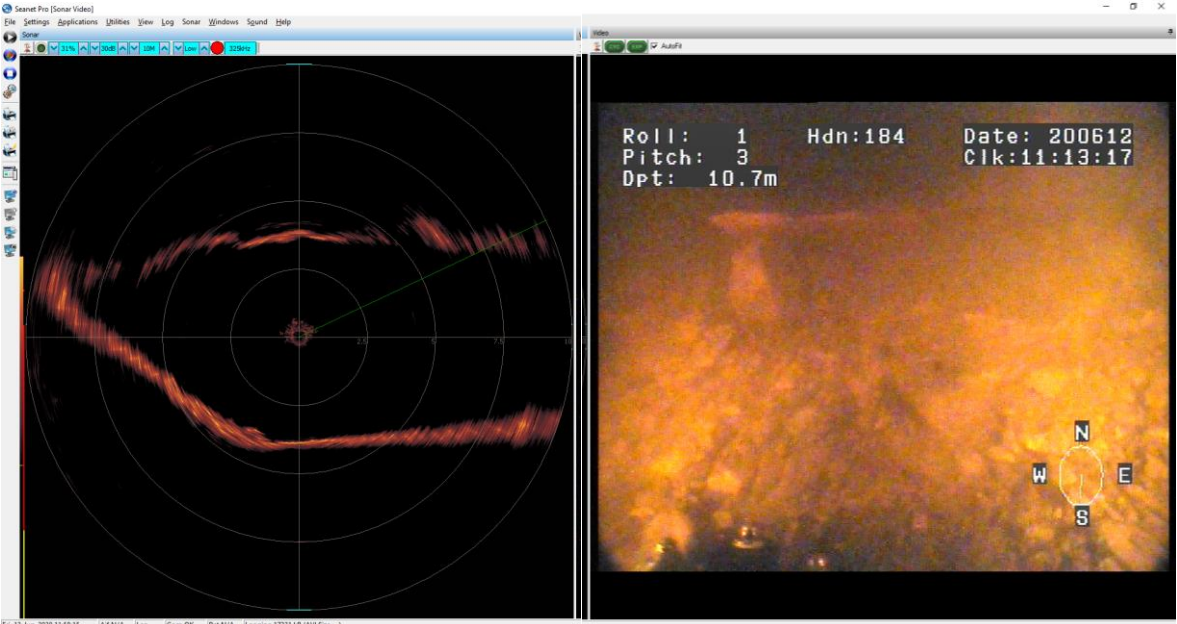 Seanet Pro [Sonar Video]
File Settings Applications Utilities View Log Sonar Windows Sound Help
Sonar
31% 30dB 10M Low 325kHz
2.5 5 7.5 10
Video
AutoFit
Roll: 1 Hdn:184 Date: 200612
Pitch: 3 Clk:11:13:17
Dpt: 10.7m
N
W E
S